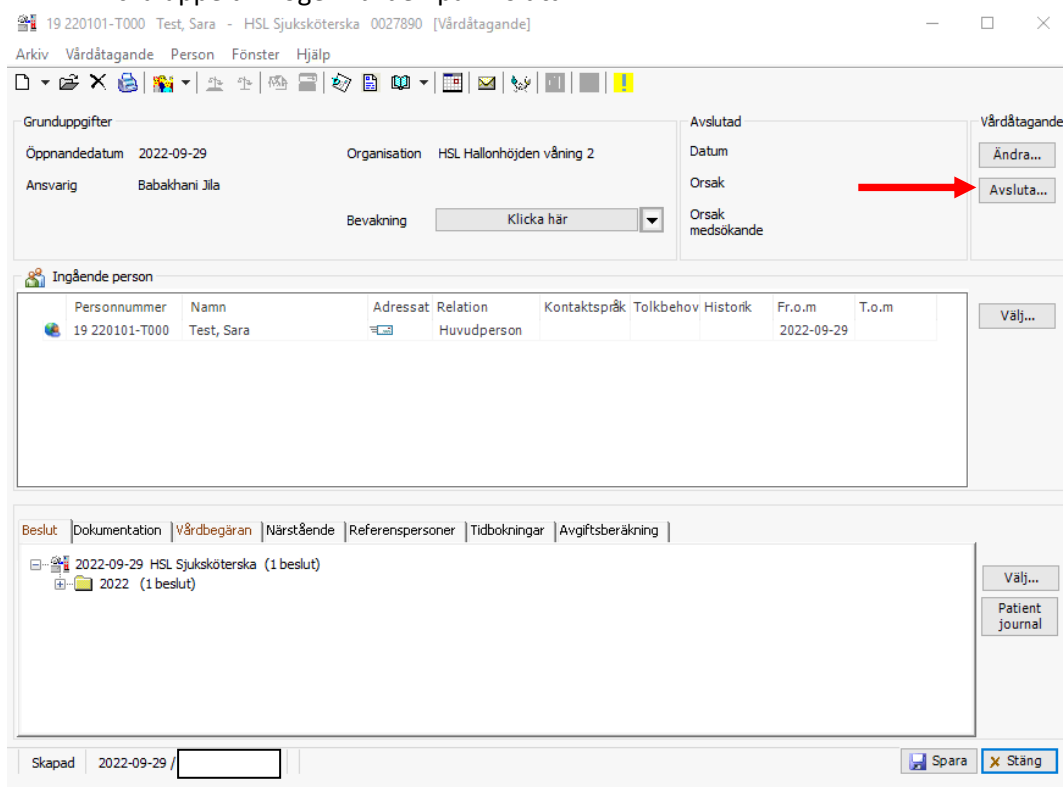 19 220101-T000 Test, Sara - HSL Sjuksköterska 0027890 [Vårdåtagande]
Arkiv Vårdåtagande Person Fönster Hjälp
Grunduppgifter
Avslutad
Vårdåtagande
Öppnandedatum 2022-09-29
Organisation HSL Hallonhöjden våning 2
Datum
Ändra...
Ansvarig Babakhani Jila
Orsak
Avsluta...
Bevakning Klicka här
Orsak
medsökande
Ingående person
Personnummer Namn Adressat Relation Kontaktspråk Tolkbehov Historik Fr.o.m T.o.m
Välj...
19 220101-T000 Test, Sara Huvudperson 2022-09-29
Beslut Dokumentation Vårdbegäran Närstående Referenspersoner Tidbokningar Avgiftsberäkning
2022-09-29 HSL Sjuksköterska (1 beslut)
2022 (1 beslut)
Välj...
Patient
journal
Skapad 2022-09-29 /
Spara
Stäng